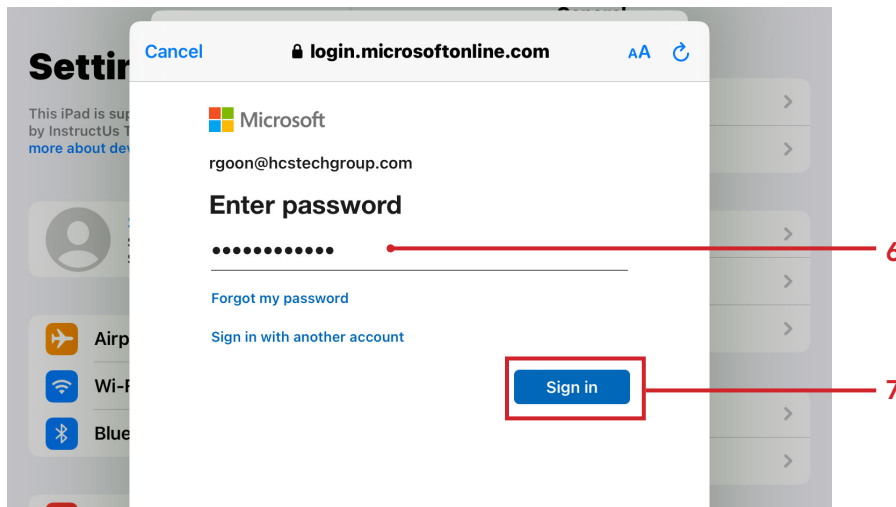 Cancel
login.microsoftonline.com
AA
Settin
This iPad is sup
by InstructUs T
more about dev
Microsoft
rgoon@hcstechgroup.com
Enter password
••••••••••••
6
Forgot my password
Sign in with another account
Airp
Sign in
7
Wi-F
Blue